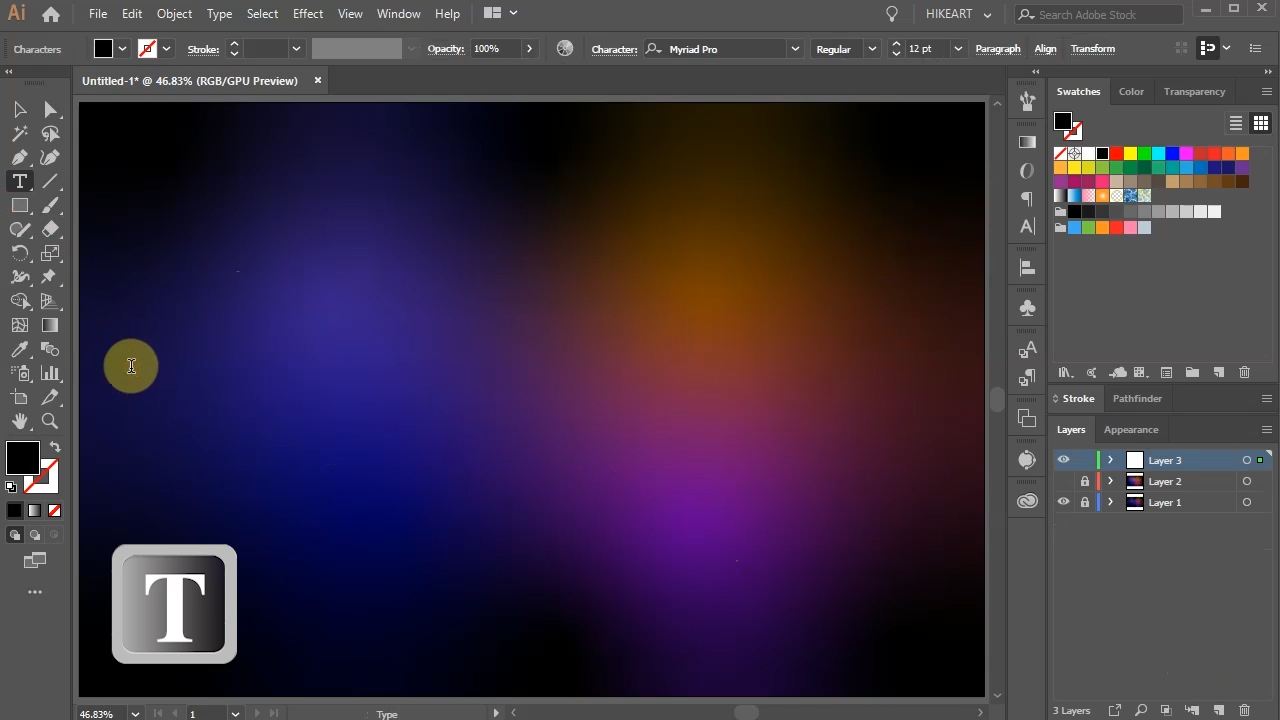 Ai File Edit Object Type Select Effect View Window Help HIKEART Search Adobe Stock
Characters Stroke: Opacity: 100% Character: Myriad Pro Regular 12 pt Paragraph Align Transform
Untitled-1* @ 46.83% (RGB/GPU Preview)
Swatches Color Transparency
Stroke Pathfinder
Layers Appearance
Layer 3
Layer 2
Layer 1
T
3 Layers
46.83% 1 Type